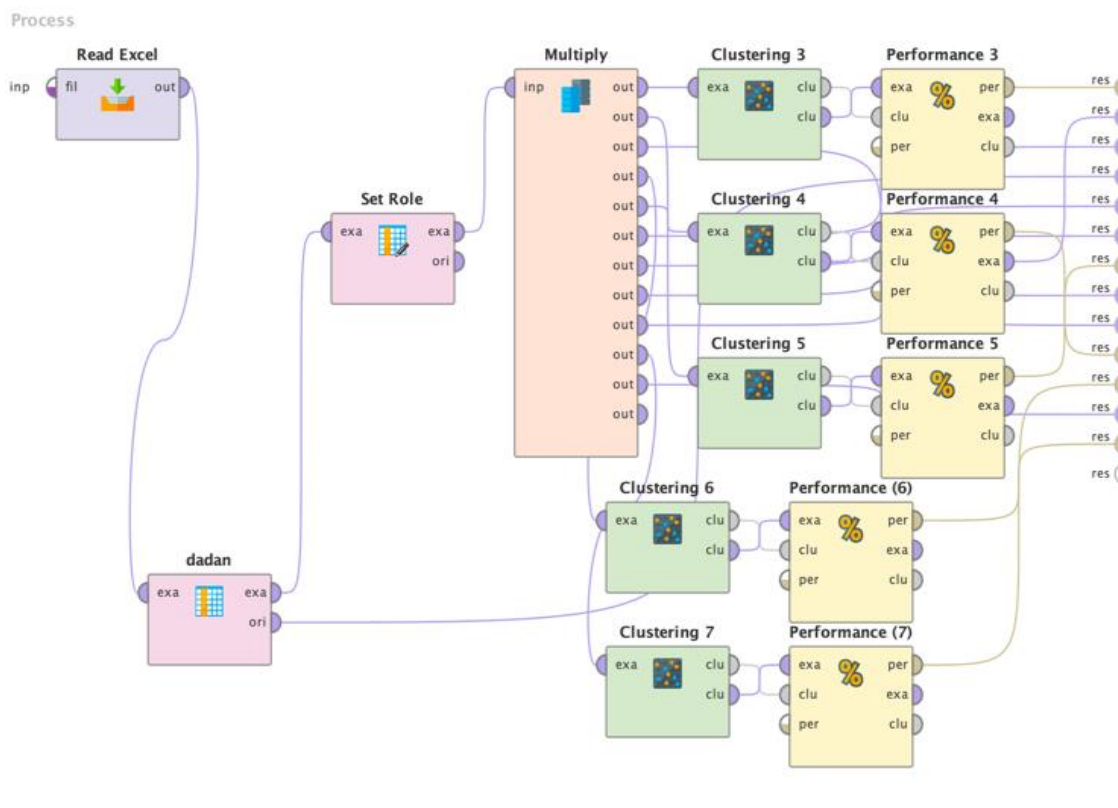 Process
Read Excel
inp
fil
out
dadan
exa
exa
ori
Set Role
exa
exa
ori
Multiply
inp
out
out
out
out
out
out
out
out
out
out
out
out
Clustering 3
exa
clu
clu
Performance 3
exa
per
clu
exa
per
clu
Clustering 4
exa
clu
clu
Performance 4
exa
per
clu
exa
per
clu
Clustering 5
exa
clu
clu
Performance 5
exa
per
clu
exa
per
clu
Clustering 6
exa
clu
clu
Performance (6)
exa
per
clu
exa
per
clu
Clustering 7
exa
clu
clu
Performance (7)
exa
per
clu
exa
per
clu
res
res
res
res
res
res
res
res
res
res
res
res
res
res